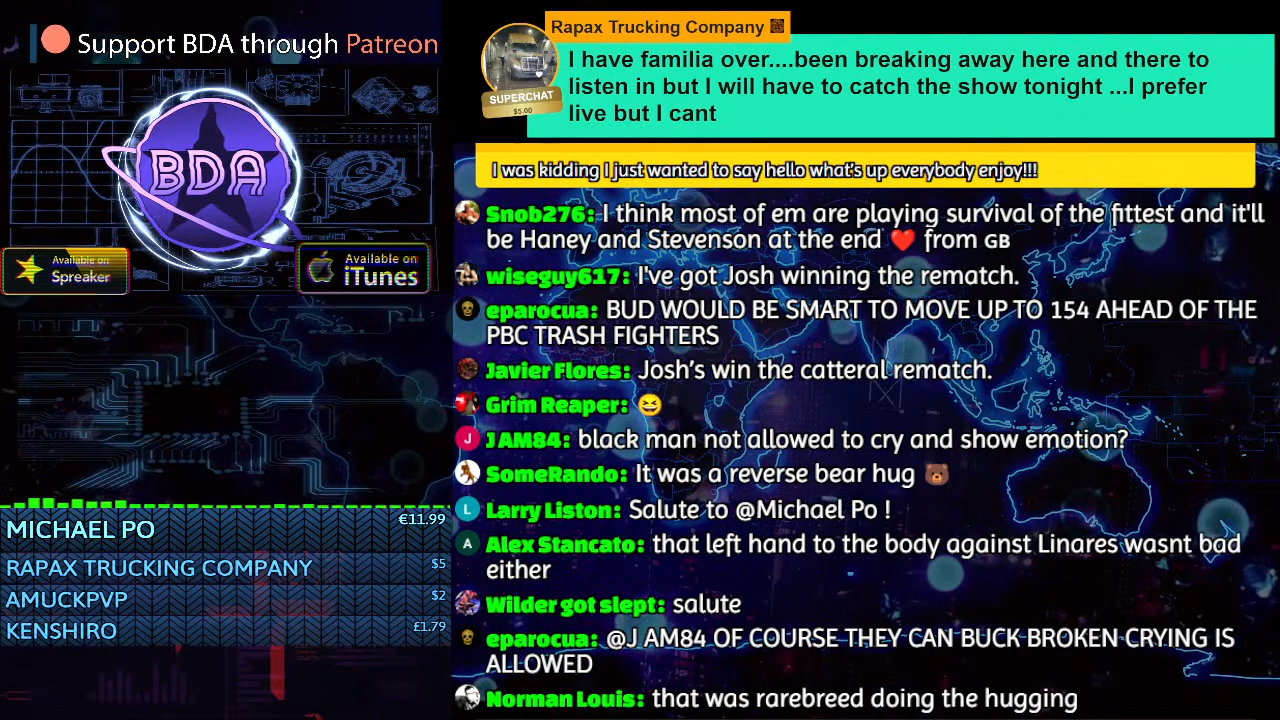 Support BDA through Patreon
BDA
Available on
Spreaker
Available on
iTunes
MICHAEL PO €11.99
RAPAX TRUCKING COMPANY $5
AMUCKPVP $2
KENSHIRO £1.79
Rapax Trucking Company
SUPERCHAT
$5.00
I have familia over....been breaking away here and there to
listen in but I will have to catch the show tonight ...I prefer
live but I cant
I was kidding I just wanted to say hello what's up everybody enjoy!!!
Snob276: I think most of em are playing survival of the fittest and it'll
be Haney and Stevenson at the end ❤️ from GB
wiseguy617: I've got Josh winning the rematch.
eparocua: BUD WOULD BE SMART TO MOVE UP TO 154 AHEAD OF THE
PBC TRASH FIGHTERS
Javier Flores: Josh's win the catteral rematch.
Grim Reaper: 😆
J
J AM84: black man not allowed to cry and show emotion?
SomeRando: It was a reverse bear hug 🐻
L
Larry Liston: Salute to @Michael Po !
A
Alex Stancato: that left hand to the body against Linares wasnt bad
either
Wilder got slept: salute
eparocua: @J AM84 OF COURSE THEY CAN BUCK BROKEN CRYING IS
ALLOWED
Norman Louis: that was rarebreed doing the hugging